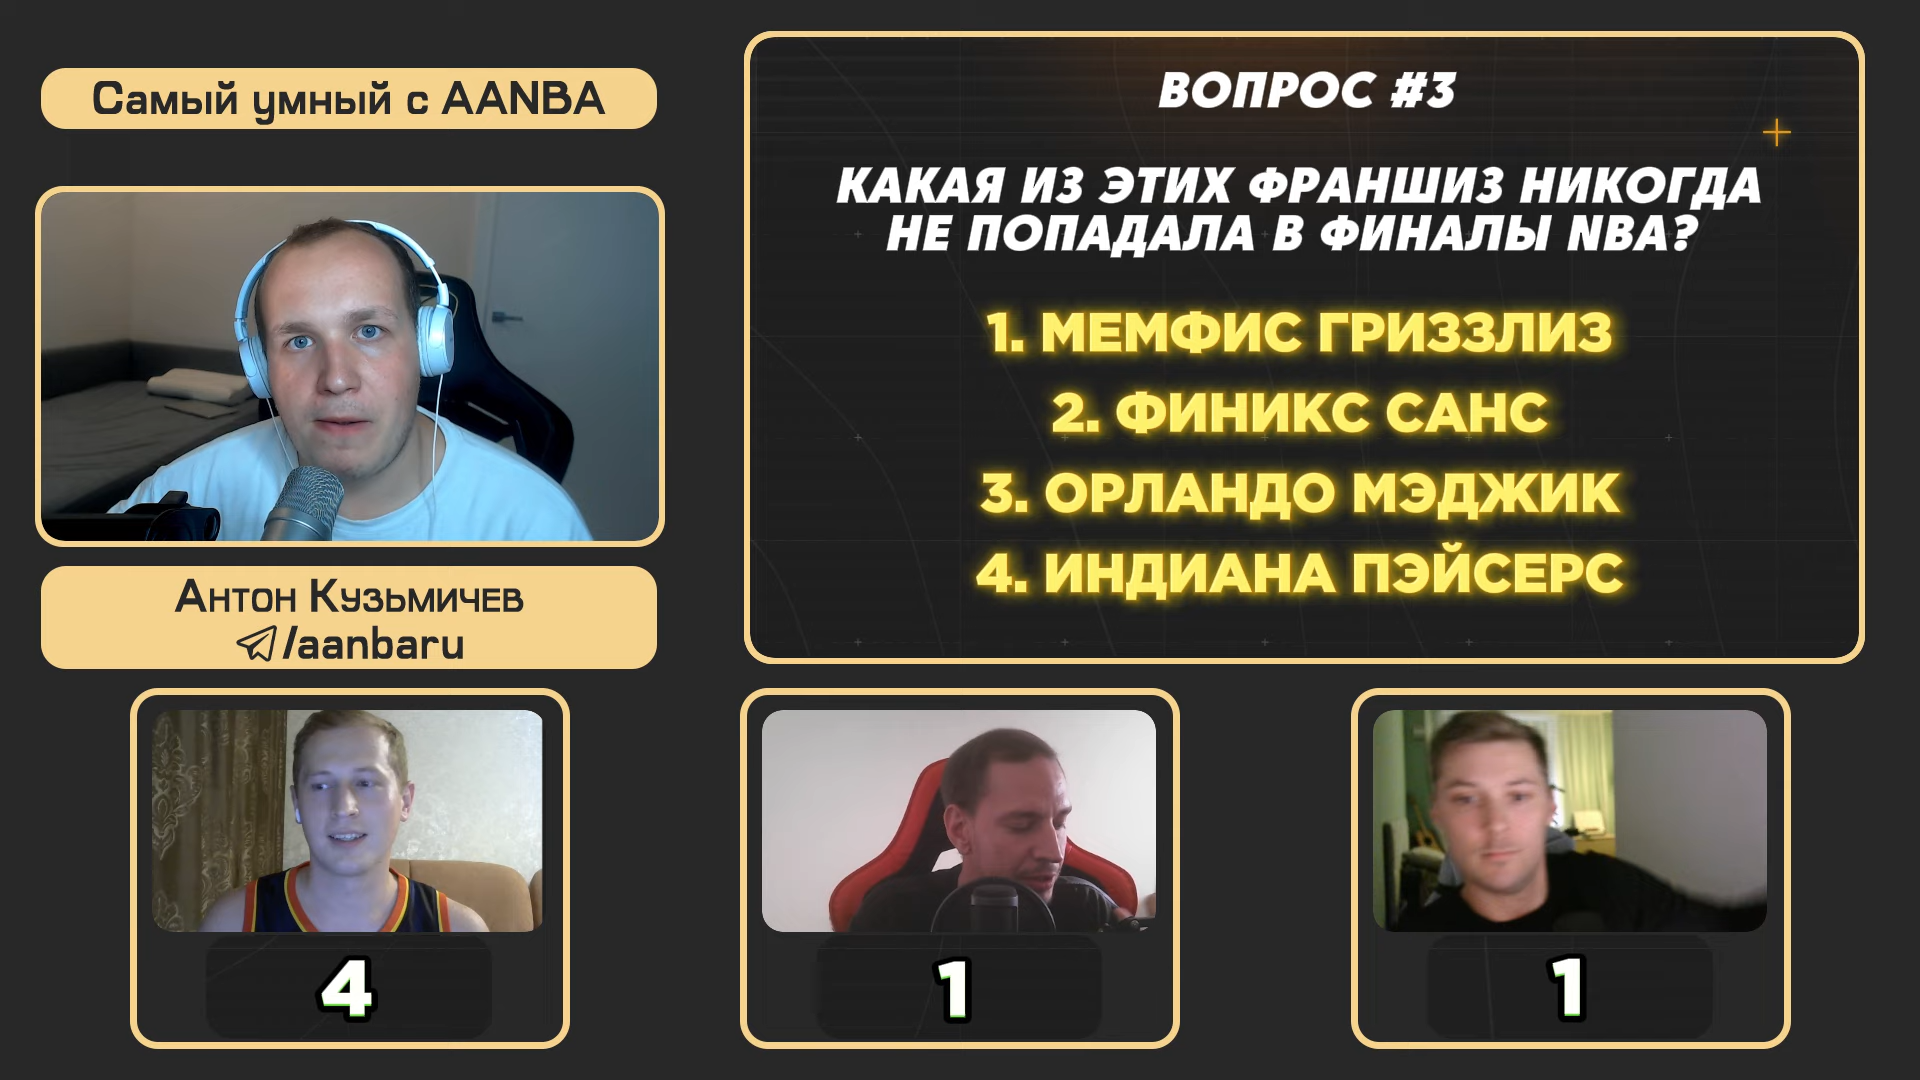 Самый умный с AANBA
ВОПРОС #3
КАКАЯ ИЗ ЭТИХ ФРАНШИЗ НИКОГДА
НЕ ПОПАДАЛА В ФИНАЛЫ NBA?
1. МЕМФИС ГРИЗЗЛИЗ
2. ФИНИКС САНС
3. ОРЛАНДО МЭДЖИК
4. ИНДИАНА ПЭЙСЕРС
Антон Кузьмичев
/aanbaru
4
1
1